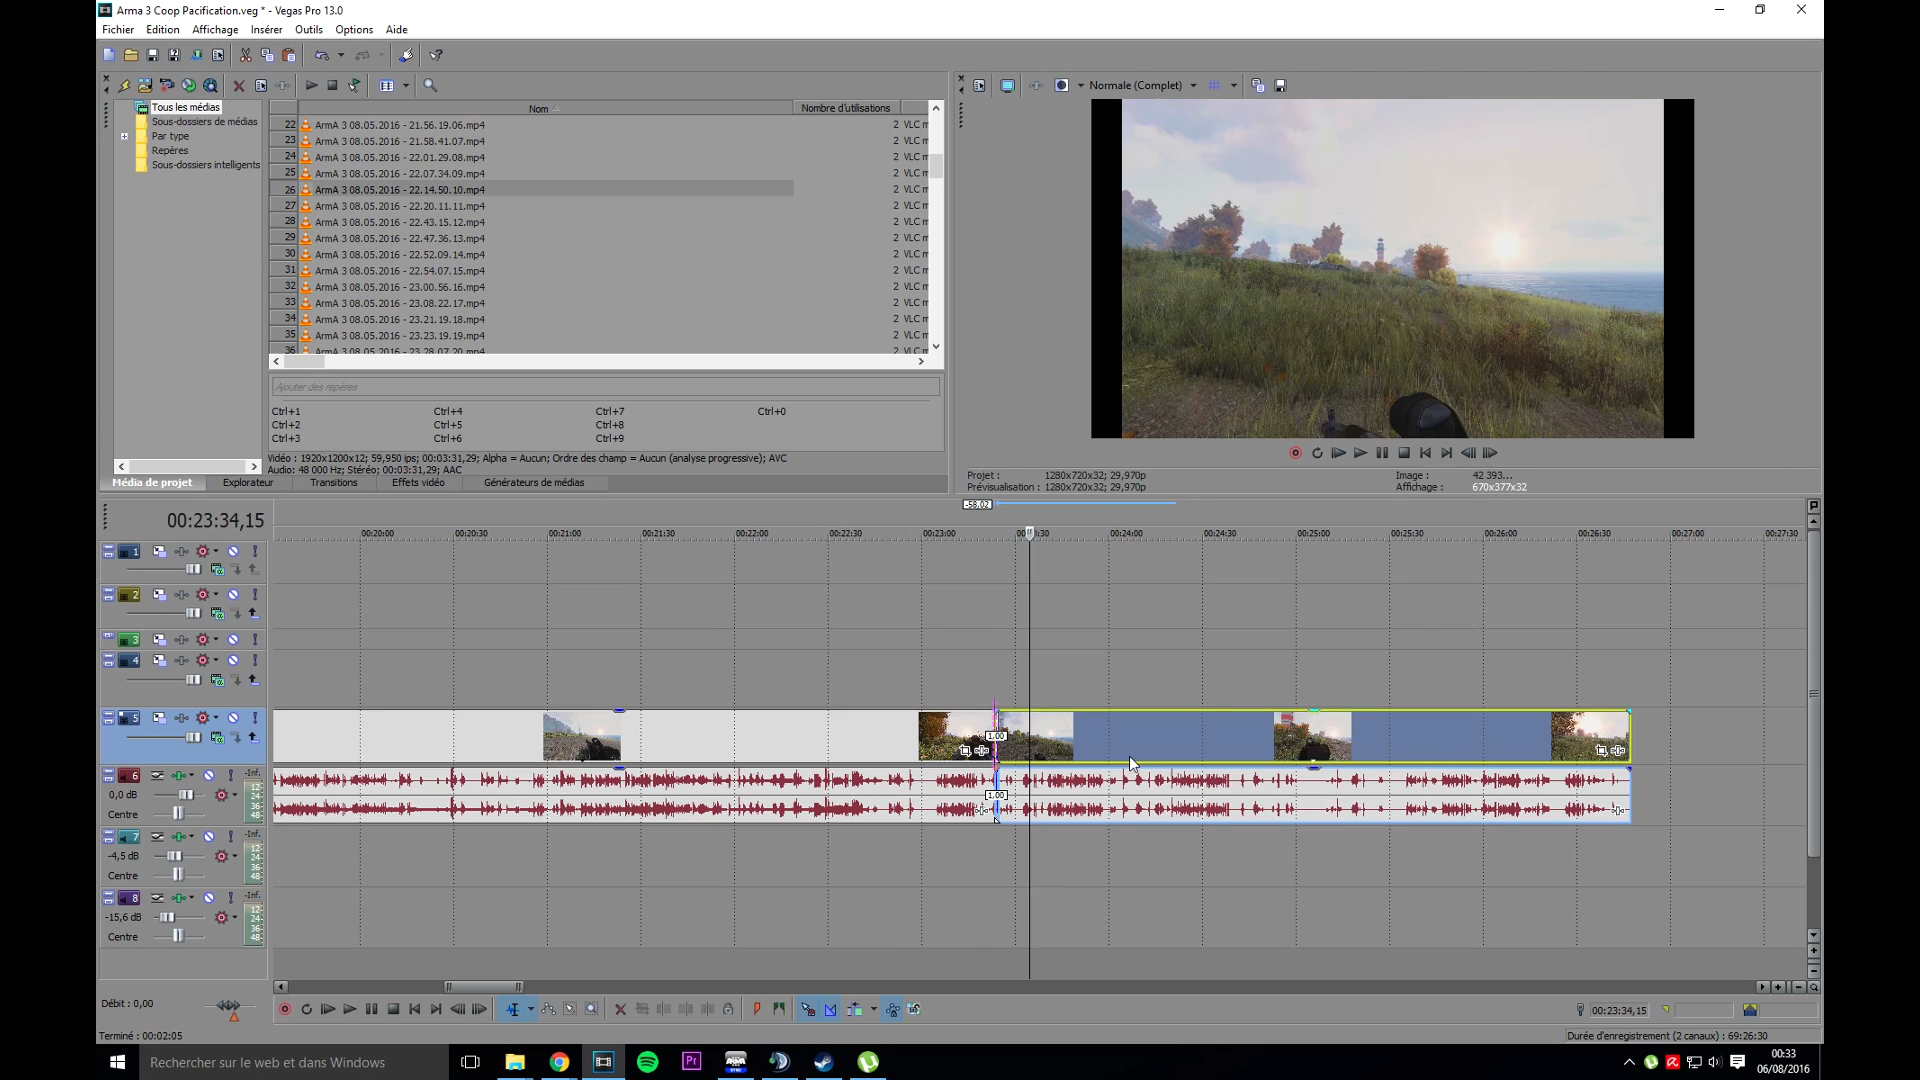 Arma 3 Coop Pacification.veg * - Vegas Pro 13.0
Fichier Edition Affichage Insérer Outils Options Aide
Normale (Complet)
Tous les médias
Sous-dossiers de médias
Par type
Repères
Sous-dossiers intelligents
Nom Nombre d'utilisations
22 ArmA 3 08.05.2016 - 21.56.19.06.mp4 2 VLC m
23 ArmA 3 08.05.2016 - 21.58.41.07.mp4 2 VLC m
24 ArmA 3 08.05.2016 - 22.01.29.08.mp4 2 VLC m
25 ArmA 3 08.05.2016 - 22.07.34.09.mp4 2 VLC m
26 ArmA 3 08.05.2016 - 22.14.50.10.mp4 2 VLC m
27 ArmA 3 08.05.2016 - 22.20.11.11.mp4 2 VLC m
28 ArmA 3 08.05.2016 - 22.43.15.12.mp4 2 VLC m
29 ArmA 3 08.05.2016 - 22.47.36.13.mp4 2 VLC m
30 ArmA 3 08.05.2016 - 22.52.09.14.mp4 2 VLC m
31 ArmA 3 08.05.2016 - 22.54.07.15.mp4 2 VLC m
32 ArmA 3 08.05.2016 - 23.00.56.16.mp4 2 VLC m
33 ArmA 3 08.05.2016 - 23.08.22.17.mp4 2 VLC m
34 ArmA 3 08.05.2016 - 23.21.19.18.mp4 2 VLC m
35 ArmA 3 08.05.2016 - 23.23.19.19.mp4 2 VLC m
36 ArmA 3 08.05.2016 - 23.28.07.20.mp4 2 VLC m
Ajouter des repères
Ctrl+1 Ctrl+4 Ctrl+7 Ctrl+0
Ctrl+2 Ctrl+5 Ctrl+8
Ctrl+3 Ctrl+6 Ctrl+9
Vidéo : 1920x1200x12; 59,950 ips; 00:03:31,29; Alpha = Aucun; Ordre des champ = Aucun (analyse progressive); AVC
Audio: 48 000 Hz; Stéréo; 00:03:31,29; AAC
Média de projet Explorateur Transitions Effets vidéo Générateurs de médias
Projet : 1280x720x32; 29,970p Image : 42 393...
Prévisualisation : 1280x720x32; 29,970p Affichage : 670x377x32
-58.02
00:23:34,15
00:20:00 00:20:30 00:21:00 00:21:30 00:22:00 00:22:30 00:23:00 00: :30 00:24:00 00:24:30 00:25:00 00:25:30 00:26:00 00:26:30 00:27:00 00:27:30
1
2
3
4
5
1.00
6 -Inf.
0,0 dB
12
24
36
48
Centre
1.00
7 -Inf.
-4,5 dB
12
24
36
48
Centre
8 -Inf.
-15,6 dB
12
24
36
48
Centre
Débit : 0,00
00:23:34,15
Terminé : 00:02:05
Durée d'enregistrement (2 canaux) : 69:26:30
Rechercher sur le web et dans Windows
Pr
00:33
06/08/2016